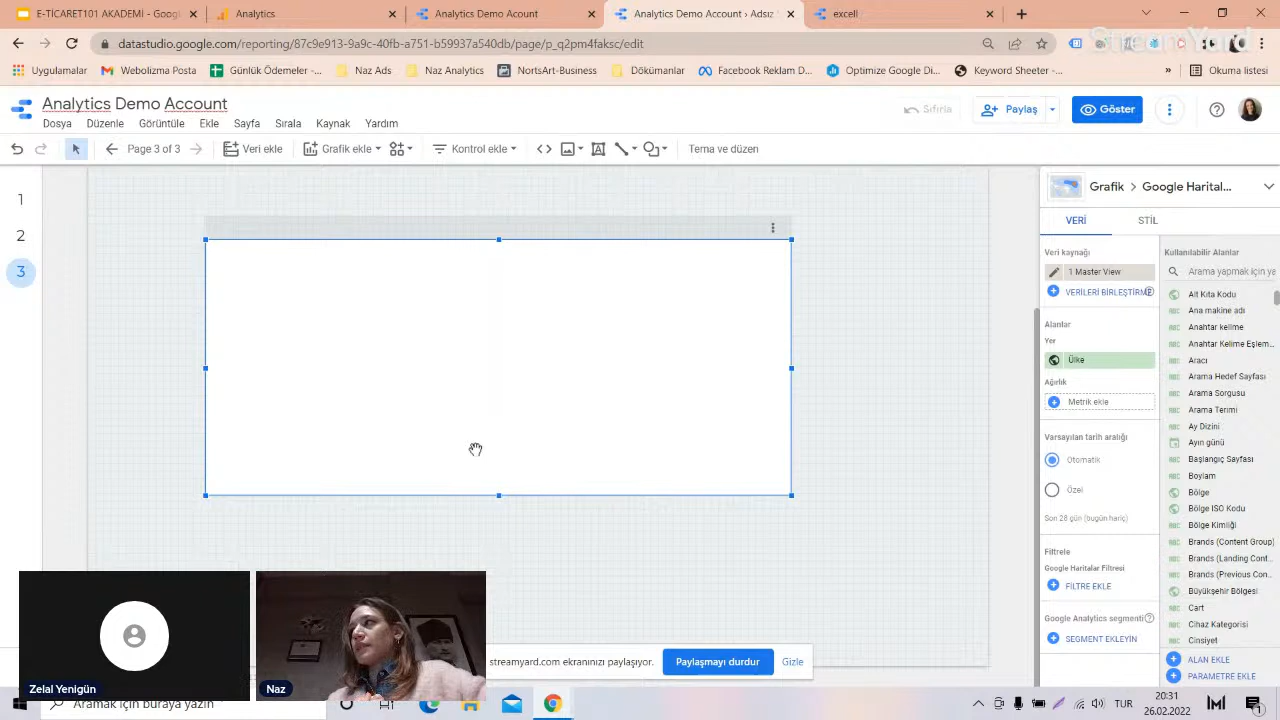 E-TİCARET101 AKADEMİ - Googl
Analytics
Analytics Demo Acount
Analytics Demo Account › Adsız
excell
datastudio.google.com/reporting/87c9e913-9a9c-40fb-a751-b59937a540db/page/p_q2pm4faksc/edit
StreamYard
Uygulamalar
Webolizma Posta
Günlük Ödemeler -...
Naz Ads
Naz Analytics
NortsArt-Business
Dökümanlar
Facebook Reklam D...
Optimize Google Di...
Keyword Sheeter -...
»
Okuma listesi
Analytics Demo Account
Sıfırla
Paylaş
Göster
Dosya
Düzenle
Görüntüle
Ekle
Sayfa
Sırala
Kaynak
Yardım
Page 3 of 3
Veri ekle
Grafik ekle
Kontrol ekle
Tema ve düzen
1
2
3
Grafik
Google Harital...
VERİ
STİL
Veri kaynağı
1 Master View
VERİLERİ BİRLEŞTİRME
Alanlar
Yer
Ülke
Ağırlık
Metrik ekle
Varsayılan tarih aralığı
Otomatik
Özel
Son 28 gün (bugün hariç)
Filtrele
Google Haritalar Filtresi
FİLTRE EKLE
Google Analytics segmenti
SEGMENT EKLEYİN
Kullanılabilir Alanlar
Arama yapmak için ya
Alt Kıta Kodu
Ana makine adı
Anahtar kelime
Anahtar Kelime Eşlem...
Aracı
Arama Hedef Sayfası
Arama Sorgusu
Arama Terimi
Ay Dizini
Ayın günü
Başlangıç Sayfası
Boylam
Bölge
Bölge ISO Kodu
Bölge Kimliği
Brands (Content Group)
Brands (Landing Cont...
Brands (Previous Con...
Büyükşehir Bölgesi
Cart
Cihaz Kategorisi
Cinsiyet
ALAN EKLE
PARAMETRE EKLE
streamyard.com ekranınızı paylaşıyor.
Paylaşmayı durdur
Gizle
Zelal Yenigün
Naz
Aramak için buraya yazın
TUR
20:31
26.02.2022
1